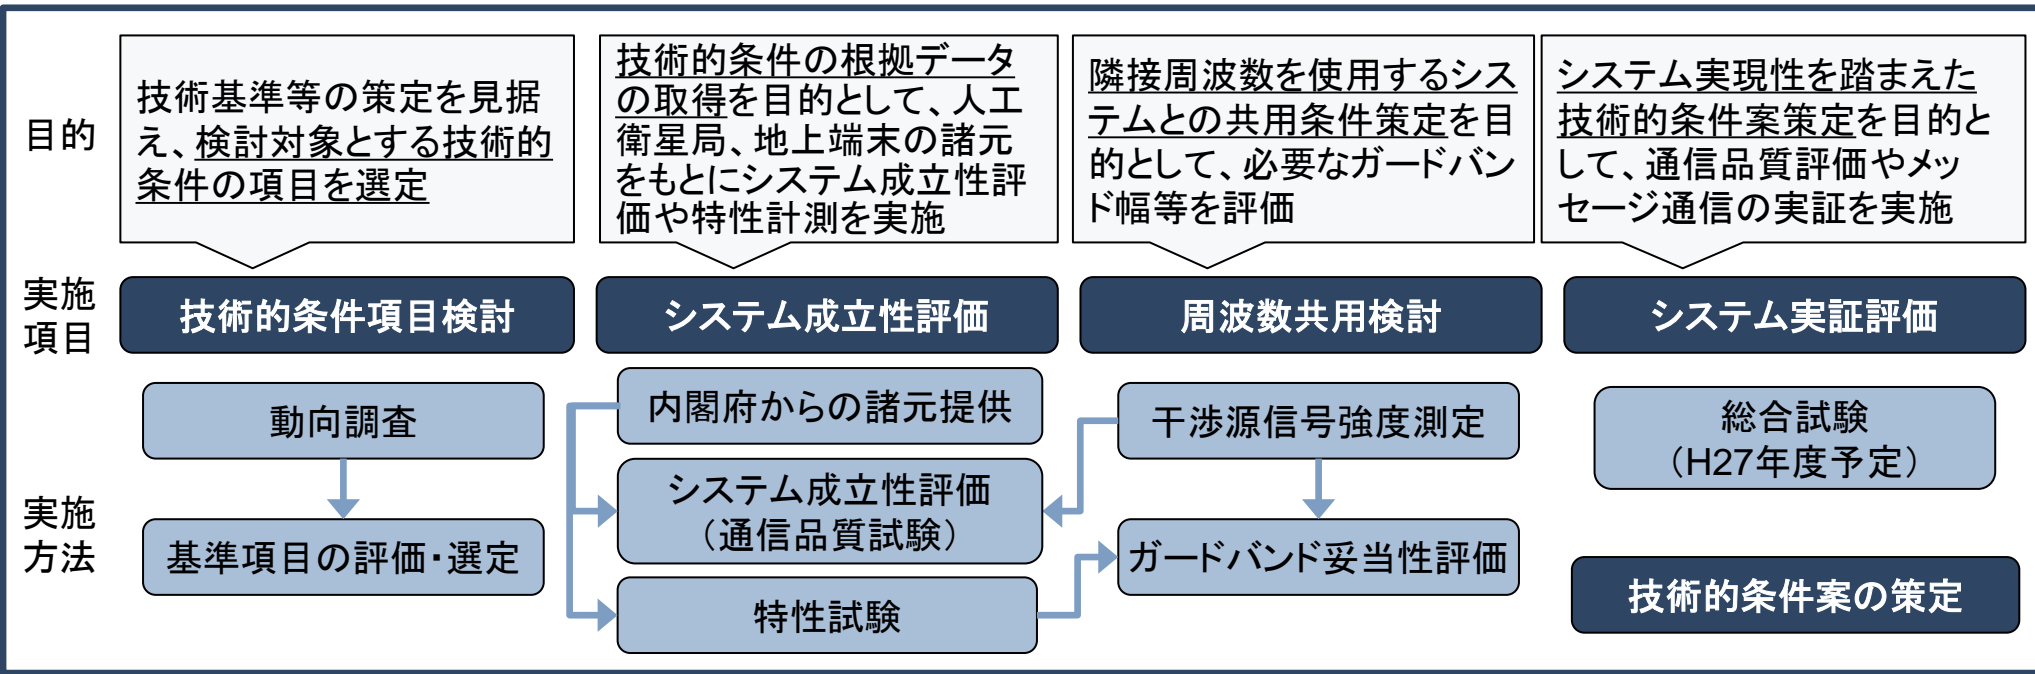 目的
技術基準等の策定を見据
え、検討対象とする技術的
条件の項目を選定
技術的条件の根拠データ
の取得を目的として、人工
衛星局、地上端末の諸元
をもとにシステム成立性評
価や特性計測を実施
隣接周波数を使用するシス
テムとの共用条件策定を目
的として、必要なガードバン
ド幅等を評価
システム実現性を踏まえた
技術的条件案策定を目的と
して、通信品質評価やメッ
セージ通信の実証を実施
実施
項目
技術的条件項目検討
システム成立性評価
周波数共用検討
システム実証評価
実施
方法
動向調査
基準項目の評価・選定
内閣府からの諸元提供
システム成立性評価
（通信品質試験）
特性試験
干渉源信号強度測定
ガードバンド妥当性評価
総合試験
（H27年度予定）
技術的条件案の策定